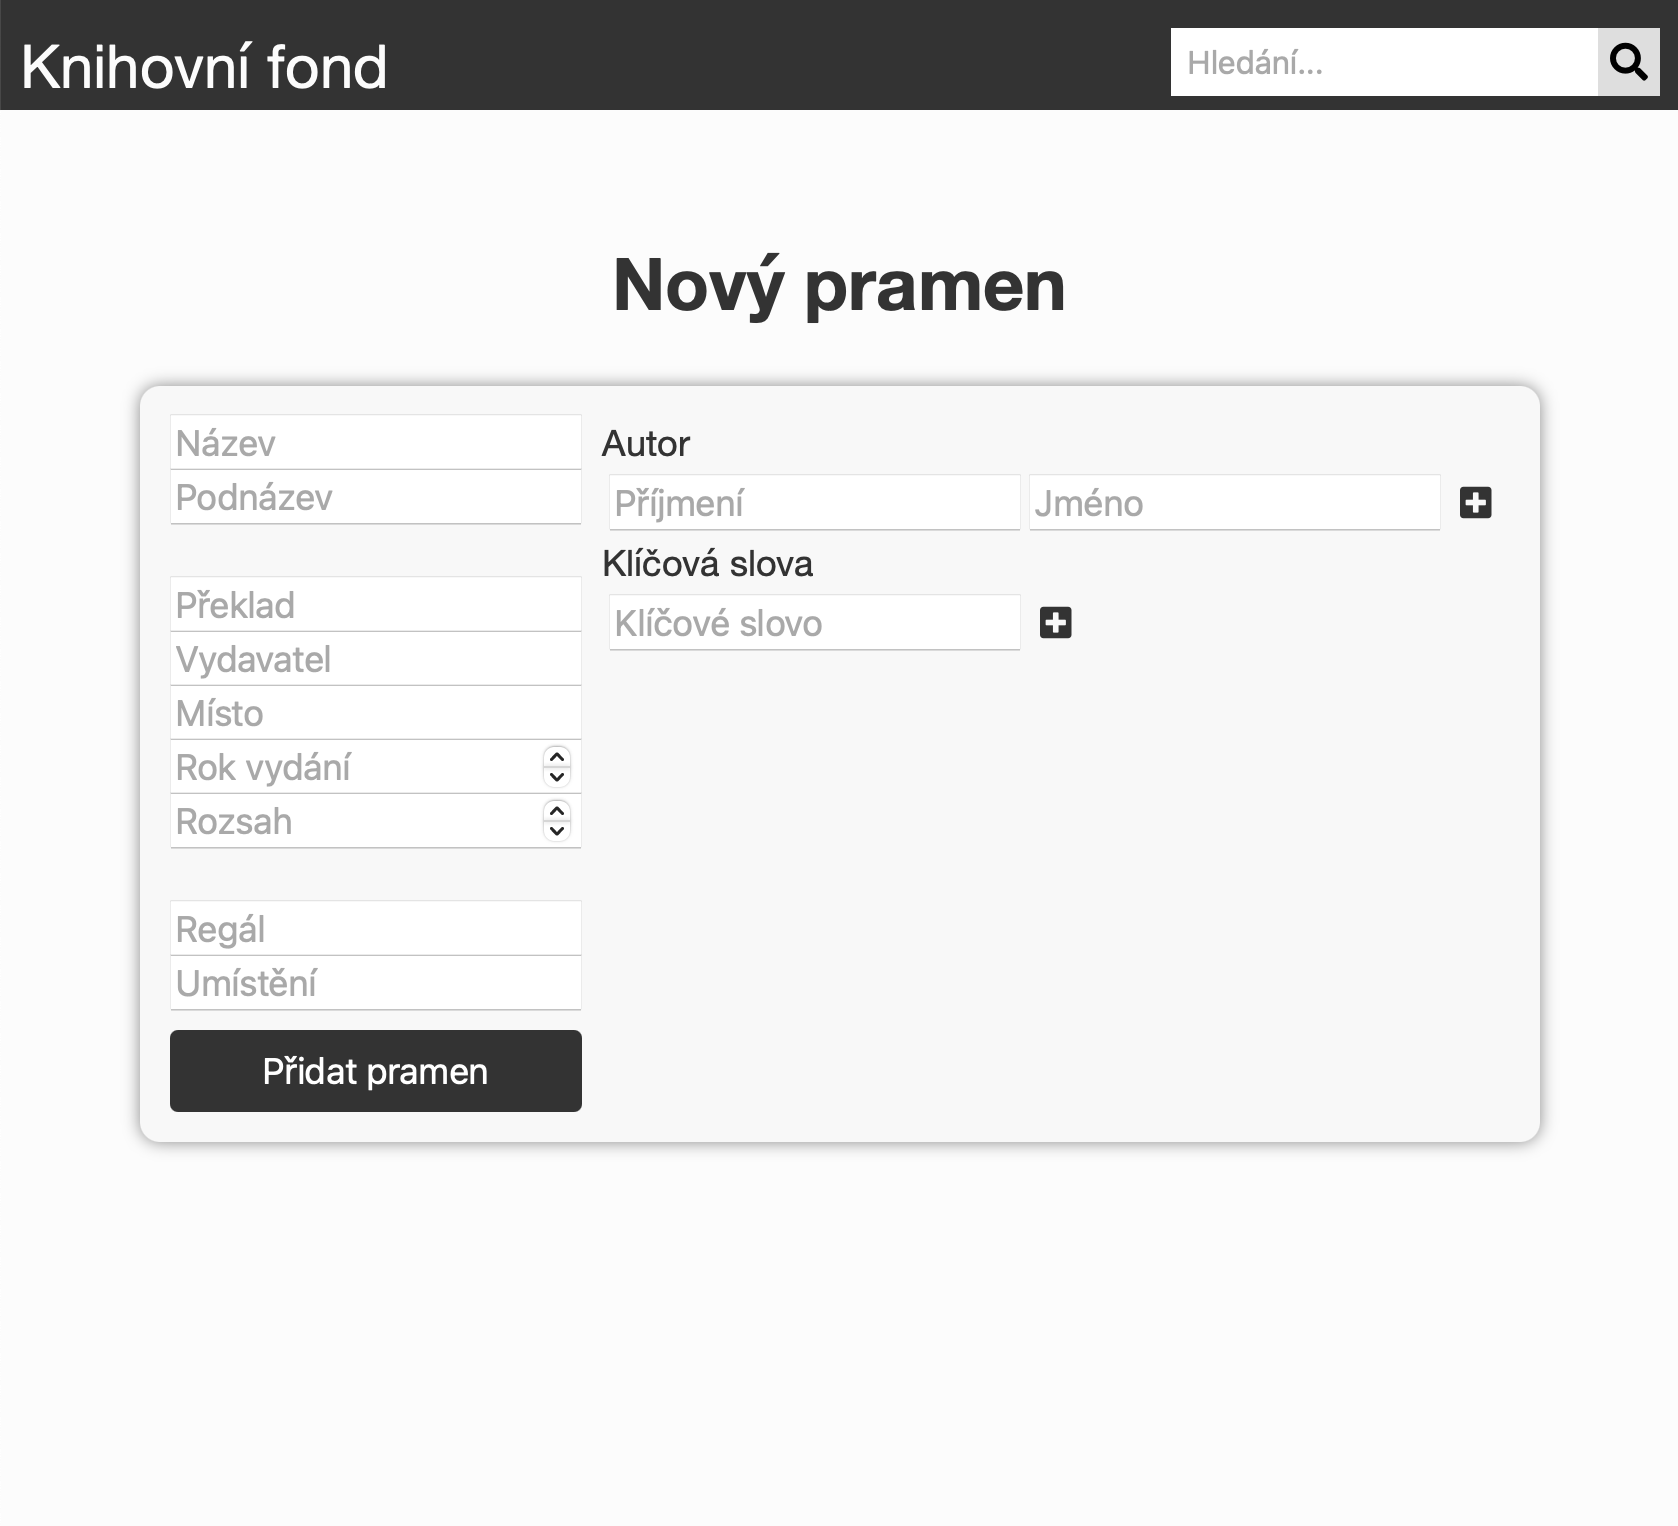 Knihovní fond
Hledání...
Nový pramen
Název
Podnázev
Překlad
Vydavatel
Místo
Rok vydání
Rozsah
Regál
Umístění
Přidat pramen
Autor
Příjmení Jméno
Klíčová slova
Klíčové slovo